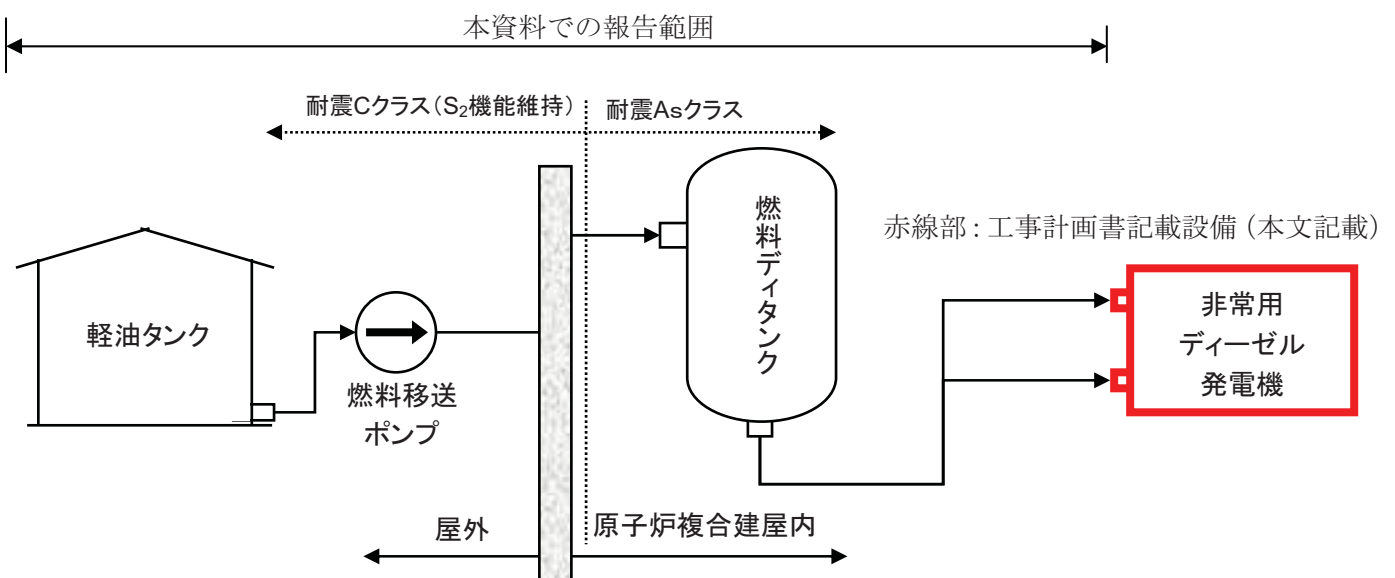 本資料での報告範囲
耐震Cクラス(S₂機能維持)
耐震Asクラス
赤線部：工事計画書記載設備（本文記載）
軽油タンク
燃料移送
ポンプ
燃料ディタンク
非常用
ディーゼル
発電機
屋外
原子炉複合建屋内